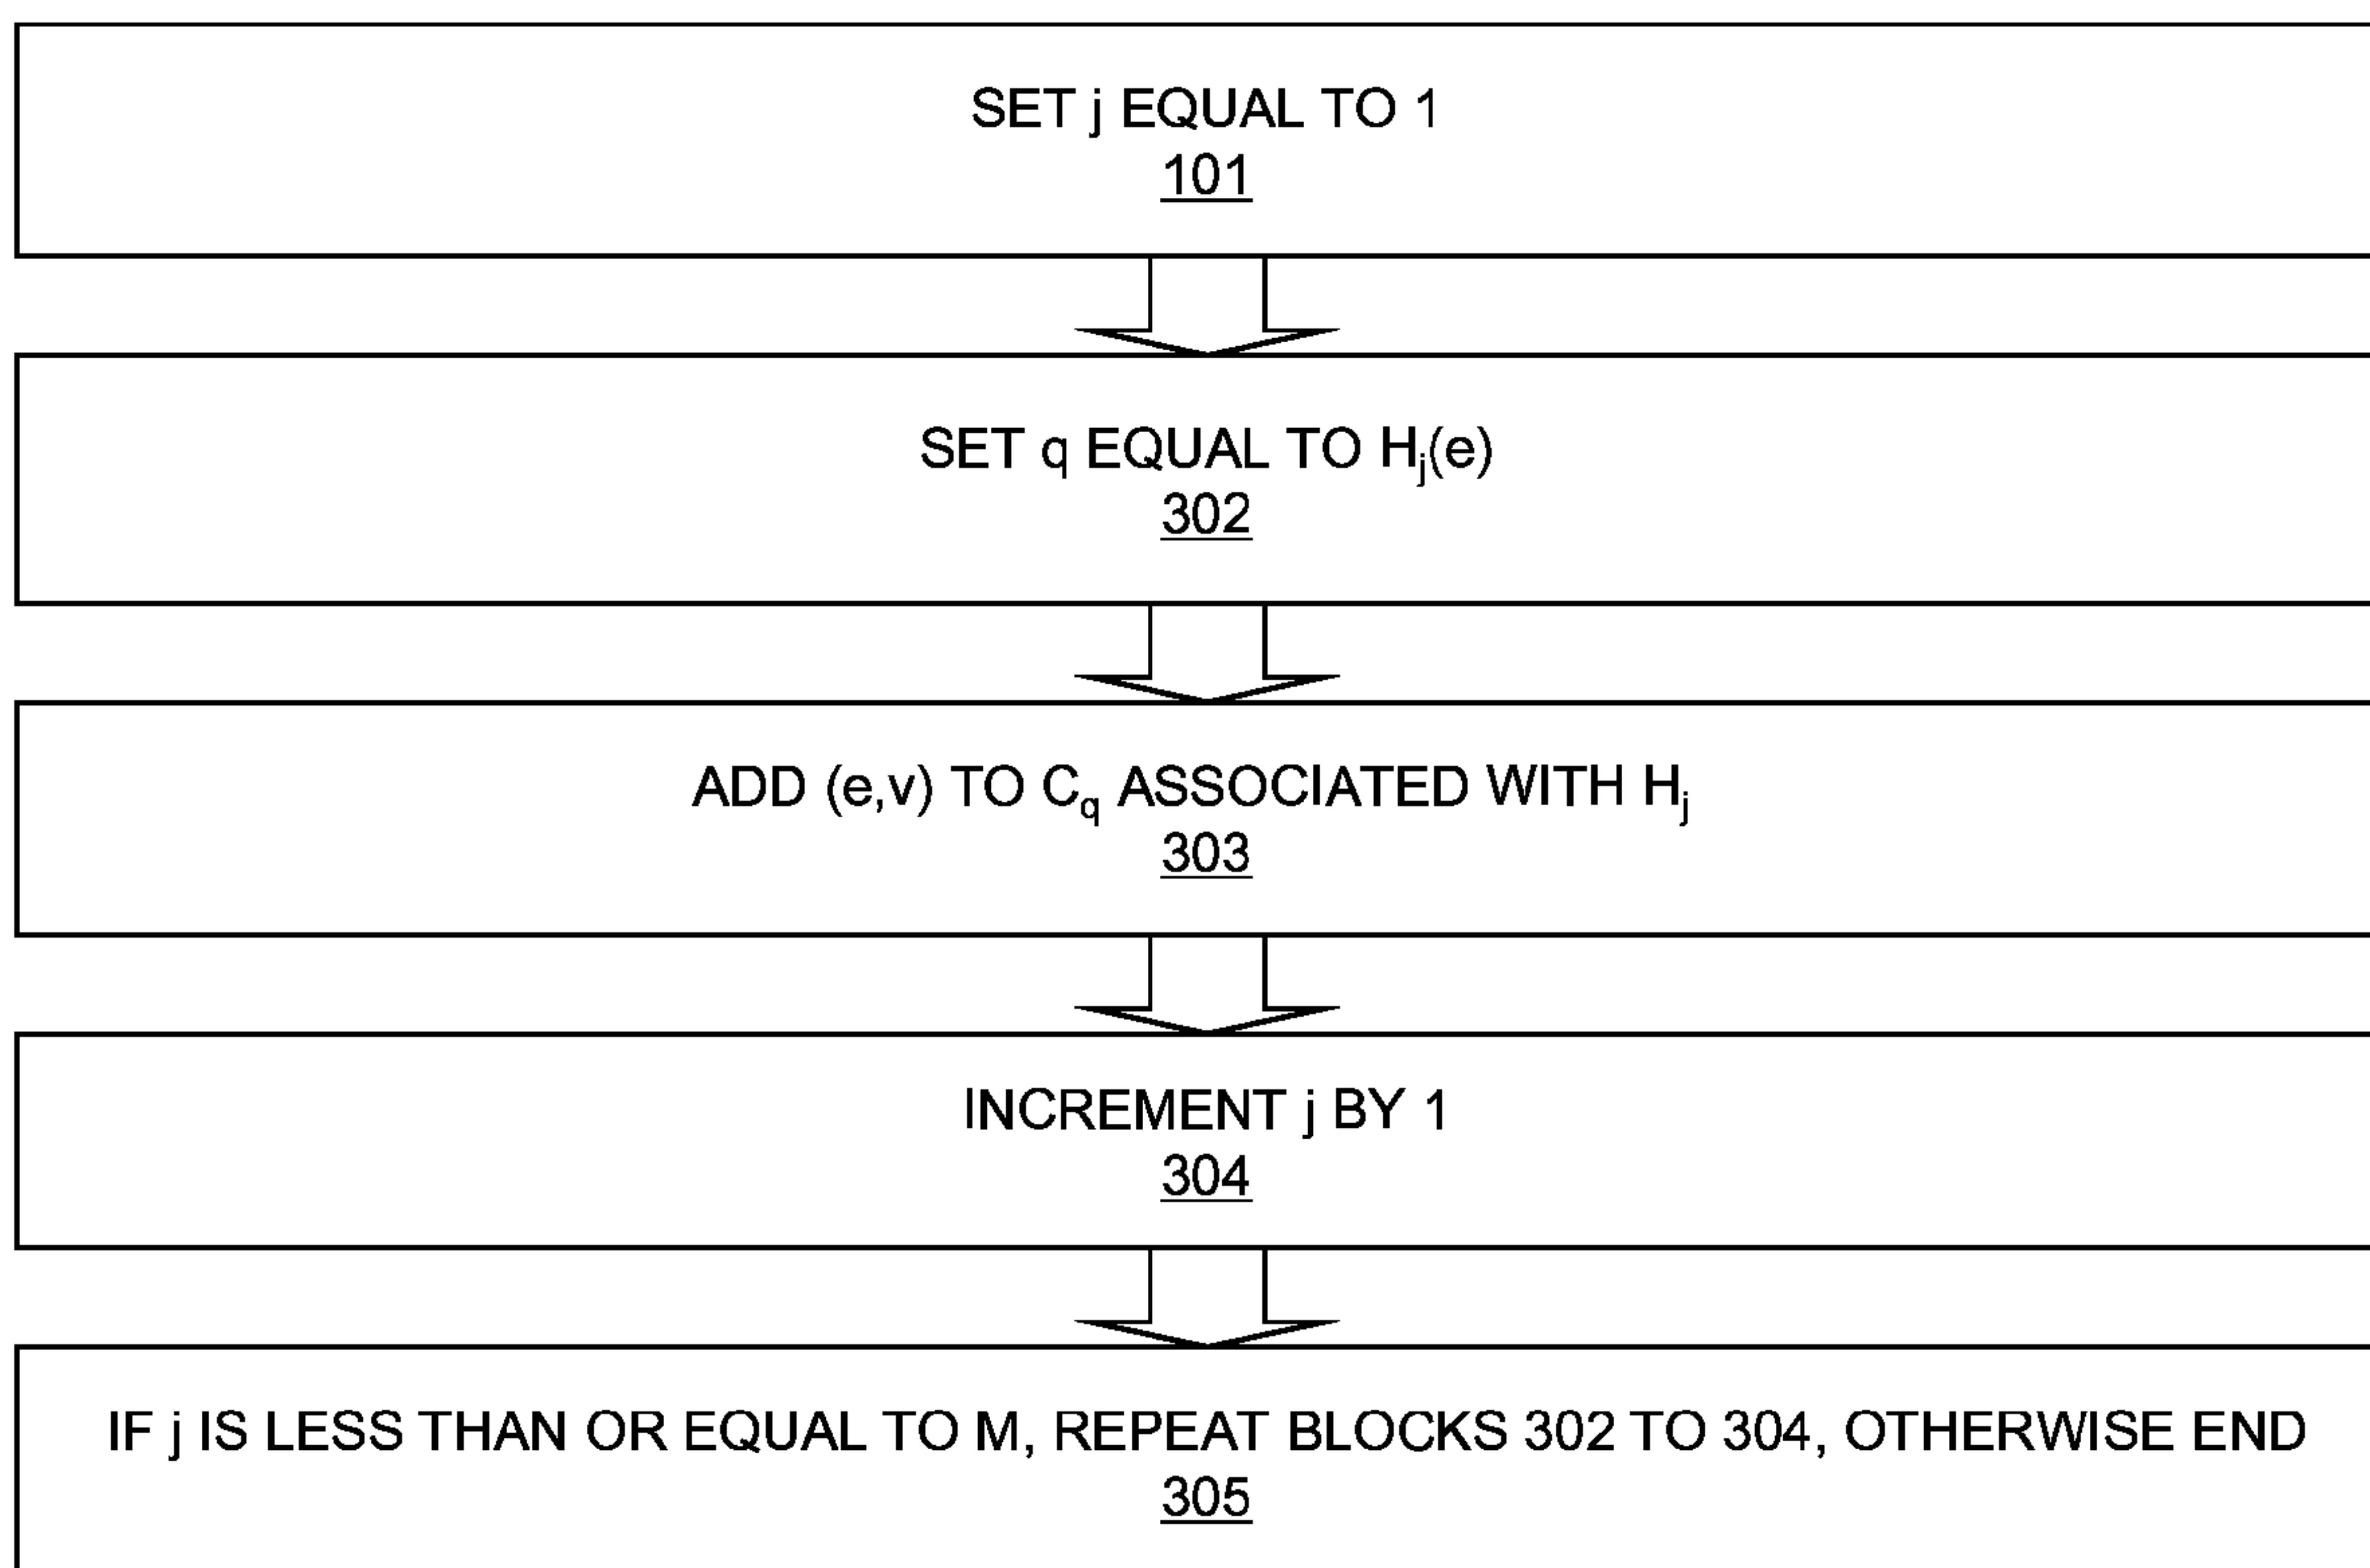 SET j EQUAL TO 1
101
SET q EQUAL TO Hj(e)
302
ADD (e,v) TO Cq ASSOCIATED WITH Hj
303
INCREMENT j BY 1
304
IF j IS LESS THAN OR EQUAL TO M, REPEAT BLOCKS 302 TO 304, OTHERWISE END
305